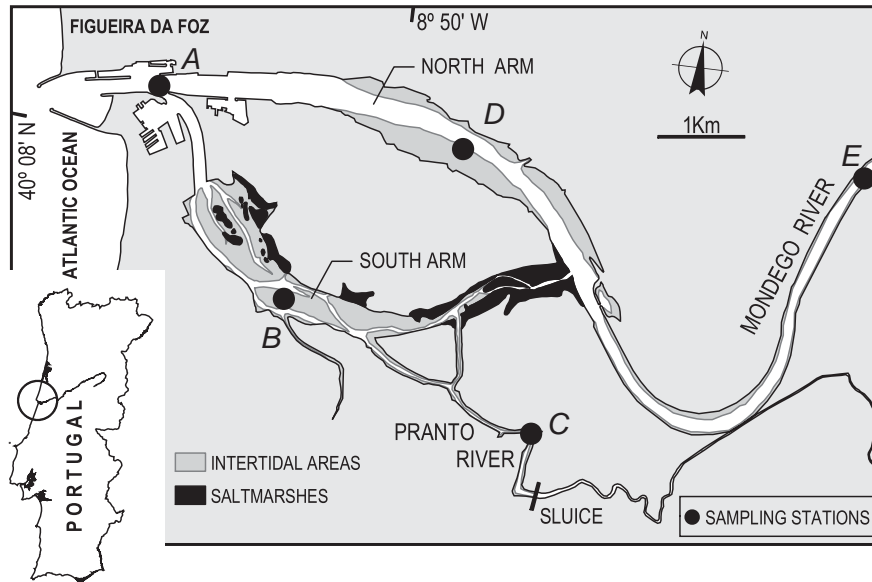 FIGUEIRA DA FOZ
8º 50' W
A
NORTH ARM
N
D
1Km
E
40º 08' N
ATLANTIC OCEAN
SOUTH ARM
MONDEGO RIVER
B
PRANTO
RIVER
C
PORTUGAL
INTERTIDAL AREAS
SALTMARSHES
SLUICE
SAMPLING STATIONS